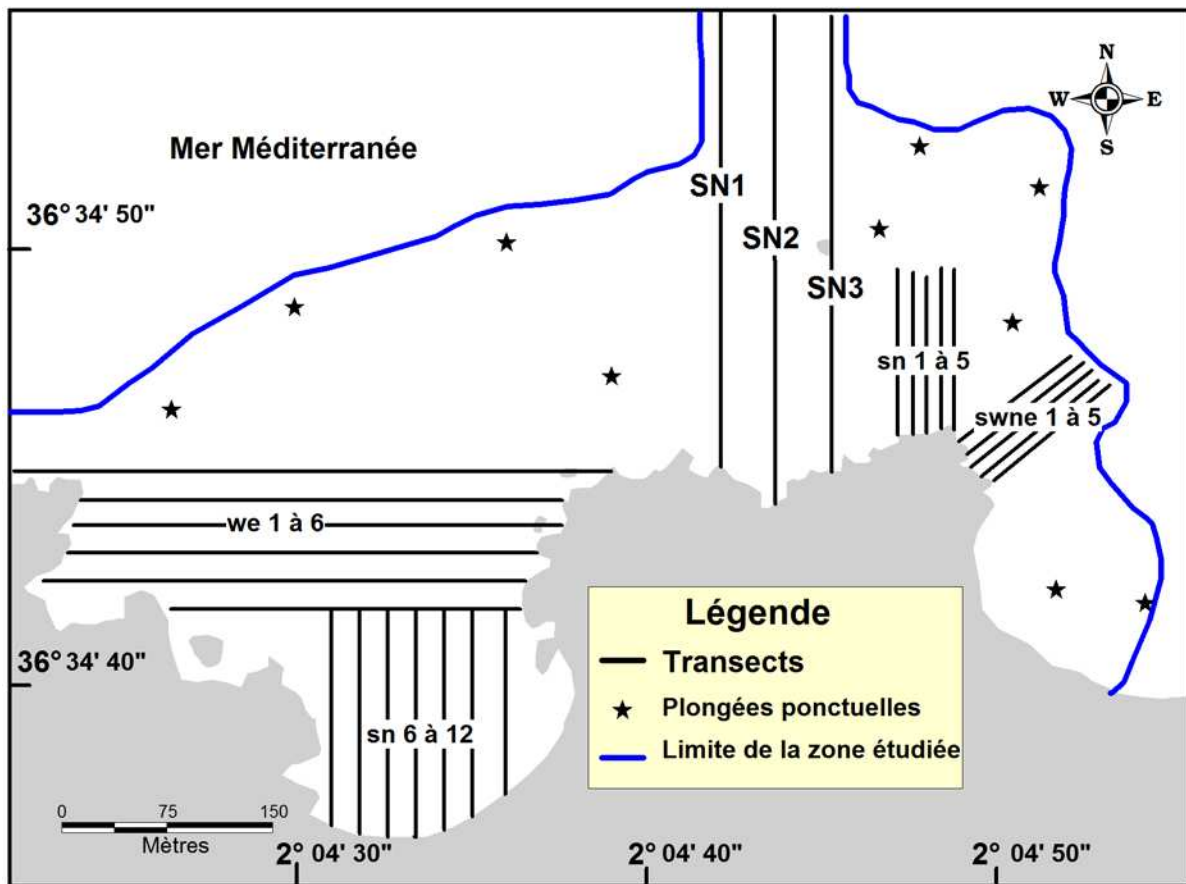 N
W E
S
Mer Méditerranée
SN1
36° 34' 50"
SN2
SN3
sn 1 à 5
swne 1 à 5
we 1 à 6
Légende
Transects
36° 34' 40"
Plongées ponctuelles
sn 6 à 12
Limite de la zone étudiée
0 75 150
Mètres
2° 04' 30" 2° 04' 40" 2° 04' 50"